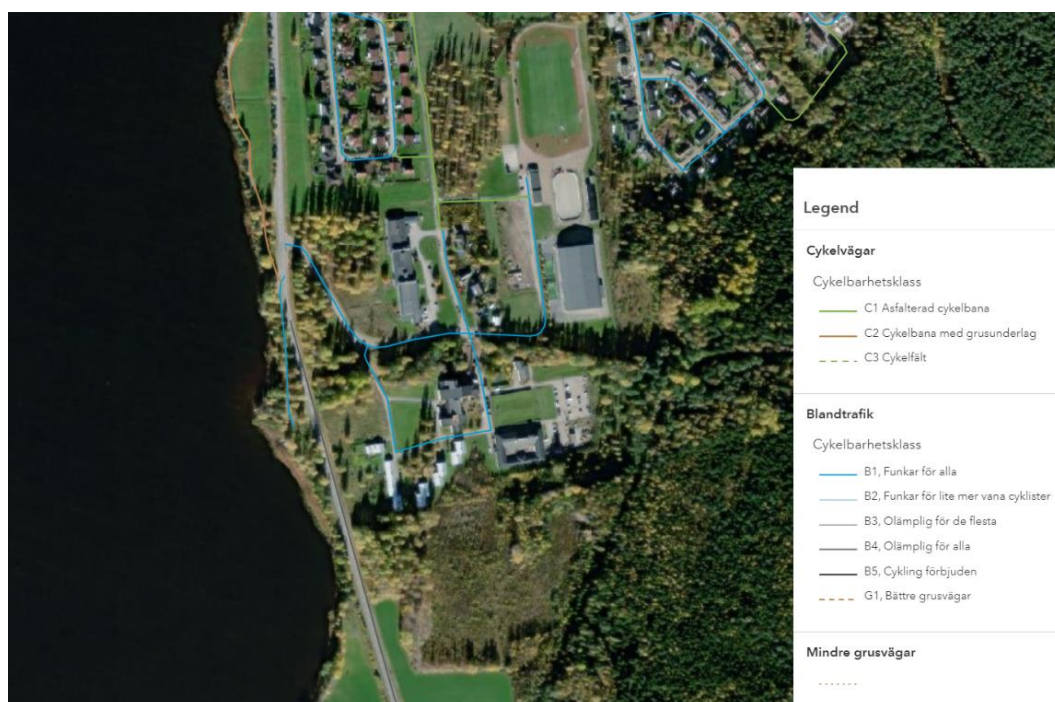 Legend
Cykelvägar
Cykelbarhetsklass
C1 Asfalterad cykelbana
C2 Cykelbana med grusunderlag
C3 Cykelfält
Blandtrafik
Cykelbarhetsklass
B1, Funkar för alla
B2, Funkar för lite mer vana cyklister
B3, Olämplig för de flesta
B4, Olämplig för alla
B5, Cykling förbjuden
G1, Bättre grusvägar
Mindre grusvägar